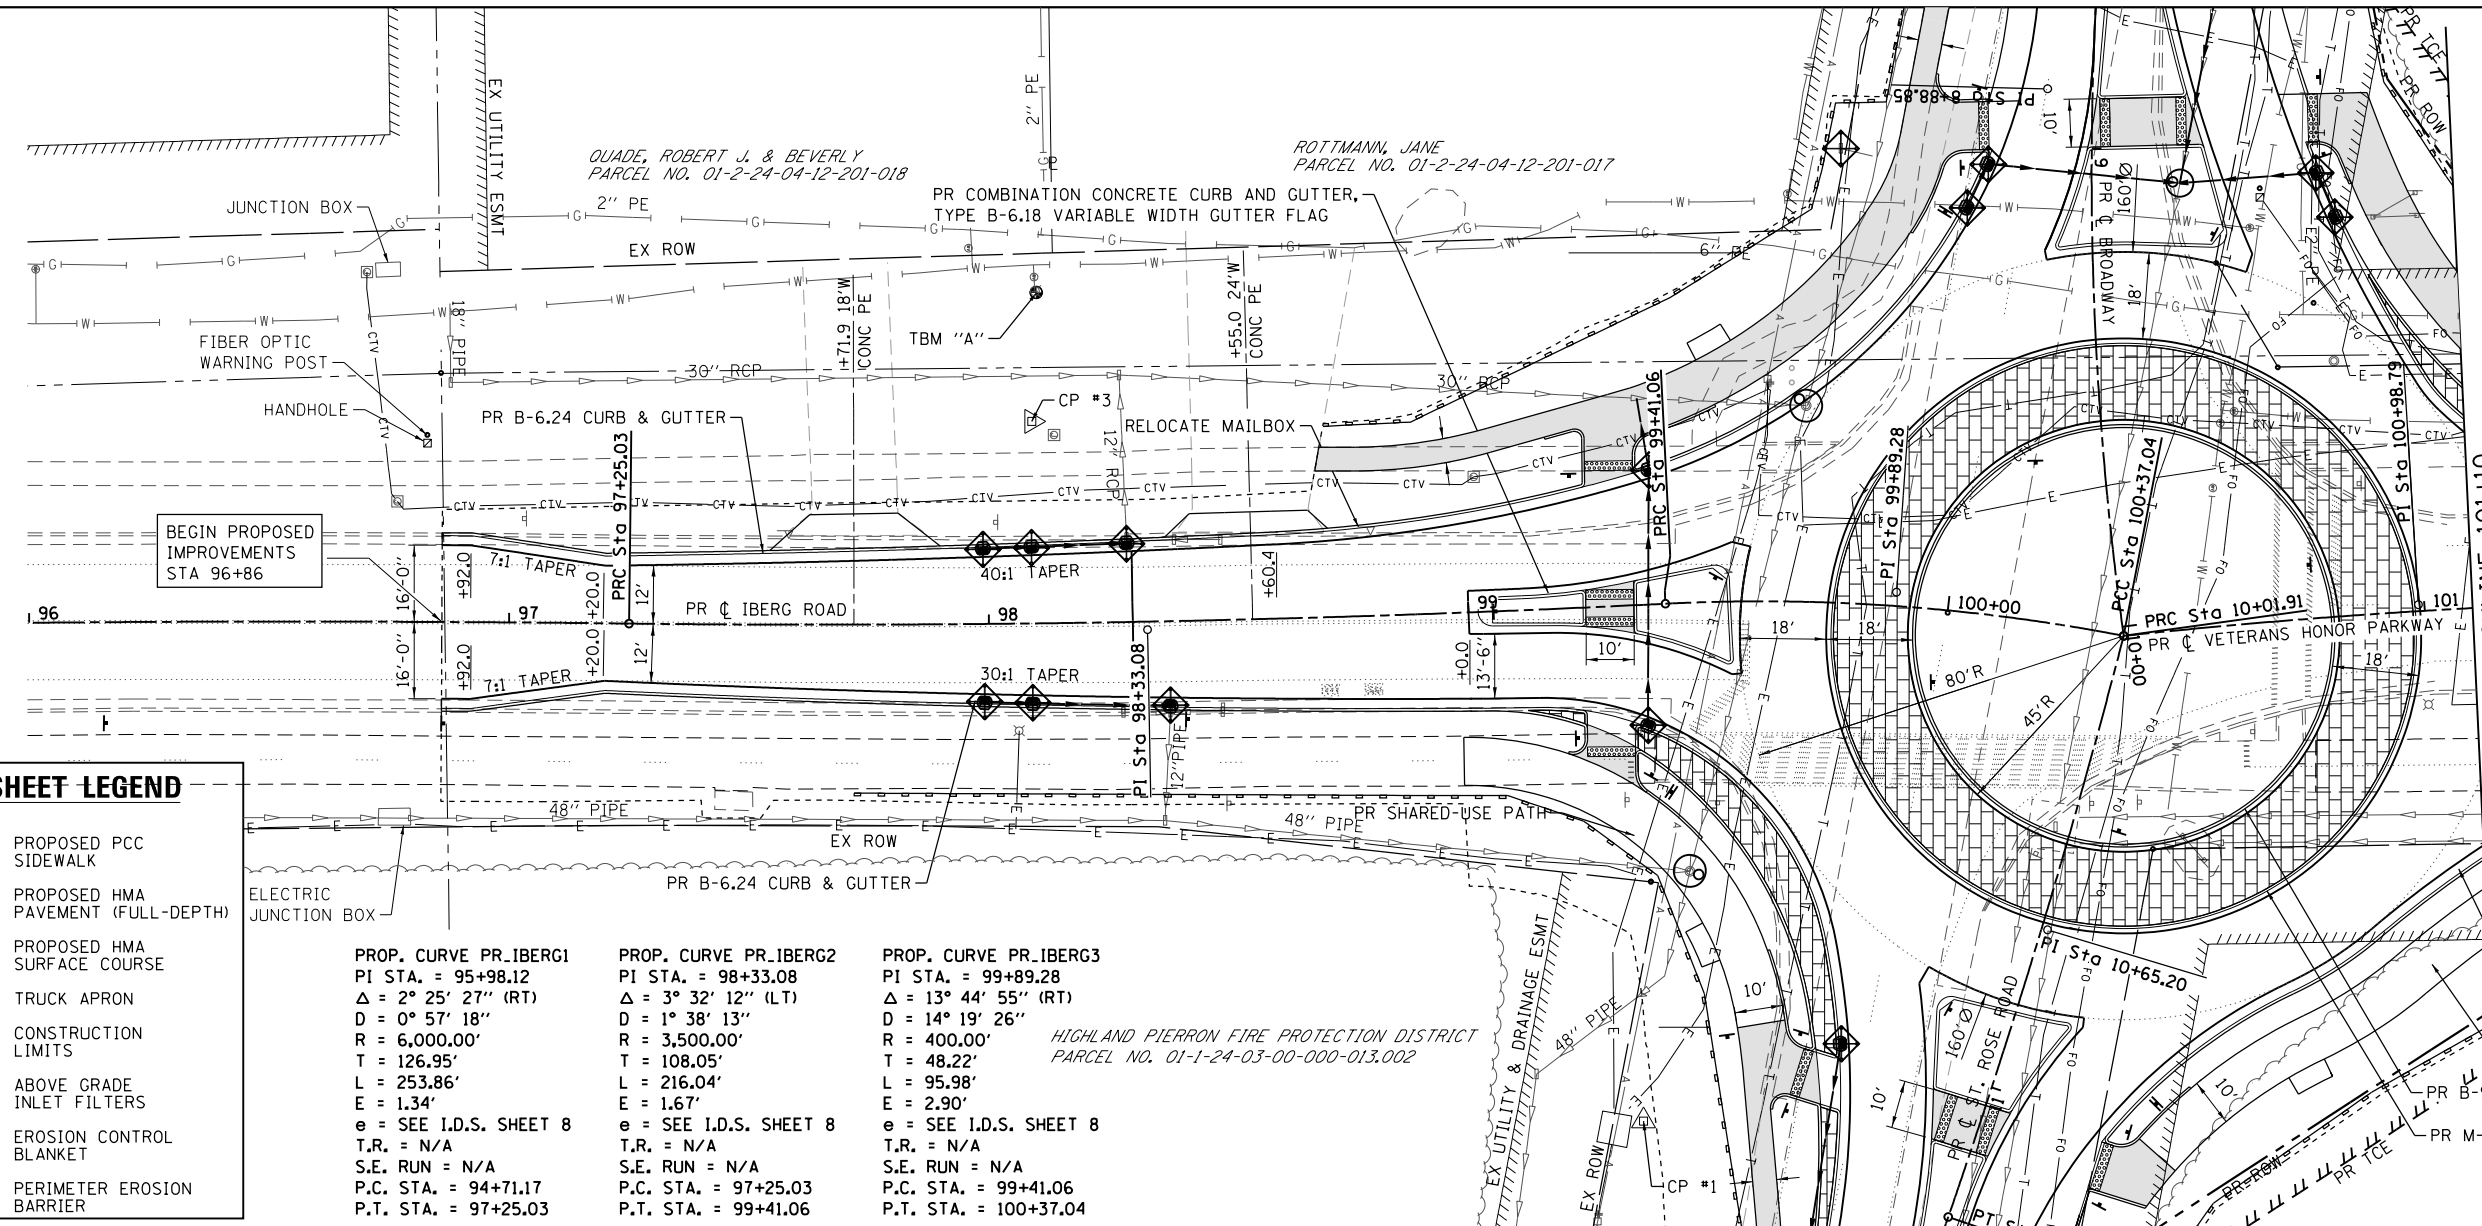 EX UTILITY ESMT
2'' PE
QUADE, ROBERT J. & BEVERLY
PARCEL NO. 01-2-24-04-12-201-018
ROTTMANN, JANE
PARCEL NO. 01-2-24-04-12-201-017
PI Sta 8+88.85
10'
PR TCE
PR ROW
JUNCTION BOX
2'' PE
PR COMBINATION CONCRETE CURB AND GUTTER,
TYPE B-6.18 VARIABLE WIDTH GUTTER FLAG
EX ROW
6'' PE
160'Ø
9
PR ℄ BROADWAY
18'
E2'' PE
18'' PIPE
FIBER OPTIC
WARNING POST
HANDHOLE
TBM "A"
+71.9 18'W
CONC PE
+55.0 24'W
CONC PE
30'' RCP
30'' RCP
CP #3
PR B-6.24 CURB & GUTTER
12'' RCP
RELOCATE MAILBOX
PRC Sta 97+25.03
PRC Sta 99+41.06
PI Sta 99+89.28
PCC Sta 100+37.04
PI Sta 100+98.79
BEGIN PROPOSED
IMPROVEMENTS
STA 96+86
16'-0''
+92.0
7:1 TAPER
+20.0
12'
40:1 TAPER
+60.4
96
97
PR ℄ IBERG ROAD
98
99
100+00
101
PRC Sta 10+01.91
PR ℄ VETERANS HONOR PARKWAY
10+00
16'-0''
+92.0
7:1 TAPER
+20.0
12'
30:1 TAPER
PI Sta 98+33.08
+0.0
13'-6''
10'
18'
18'
18'
80'R
45'R
12''PIPE
48'' PIPE
48'' PIPE
PR SHARED-USE PATH
EX ROW
PR B-6.24 CURB & GUTTER
ELECTRIC
JUNCTION BOX
SHEET LEGEND
PROPOSED PCC
SIDEWALK
PROPOSED HMA
PAVEMENT (FULL-DEPTH)
PROPOSED HMA
SURFACE COURSE
TRUCK APRON
CONSTRUCTION
LIMITS
ABOVE GRADE
INLET FILTERS
EROSION CONTROL
BLANKET
PERIMETER EROSION
BARRIER
PROP. CURVE PR_IBERG1
PI STA. = 95+98.12
Δ = 2° 25' 27'' (RT)
D = 0° 57' 18''
R = 6,000.00'
T = 126.95'
L = 253.86'
E = 1.34'
e = SEE I.D.S. SHEET 8
T.R. = N/A
S.E. RUN = N/A
P.C. STA. = 94+71.17
P.T. STA. = 97+25.03
PROP. CURVE PR_IBERG2
PI STA. = 98+33.08
Δ = 3° 32' 12'' (LT)
D = 1° 38' 13''
R = 3,500.00'
T = 108.05'
L = 216.04'
E = 1.67'
e = SEE I.D.S. SHEET 8
T.R. = N/A
S.E. RUN = N/A
P.C. STA. = 97+25.03
P.T. STA. = 99+41.06
PROP. CURVE PR_IBERG3
PI STA. = 99+89.28
Δ = 13° 44' 55'' (RT)
D = 14° 19' 26''
R = 400.00'
T = 48.22'
L = 95.98'
E = 2.90'
e = SEE I.D.S. SHEET 8
T.R. = N/A
S.E. RUN = N/A
P.C. STA. = 99+41.06
P.T. STA. = 100+37.04
HIGHLAND PIERRON FIRE PROTECTION DISTRICT
PARCEL NO. 01-1-24-03-00-000-013.002
EX UTILITY & DRAINAGE ESMT
48'' PIPE
EX ROW
CP #1
10'
PI Sta 10+65.20
160'Ø
PR ℄ ST. ROSE ROAD
11
10'
10'
PR B-
PR M-
PR ROW
PR TCE